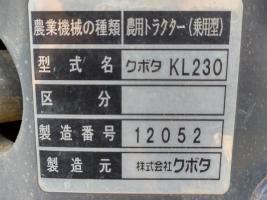 農業機械の種類 農用トラクター(乗用型)
型式名 クボタ KL230
区分
製造番号 12052
製造元 株式会社クボタ